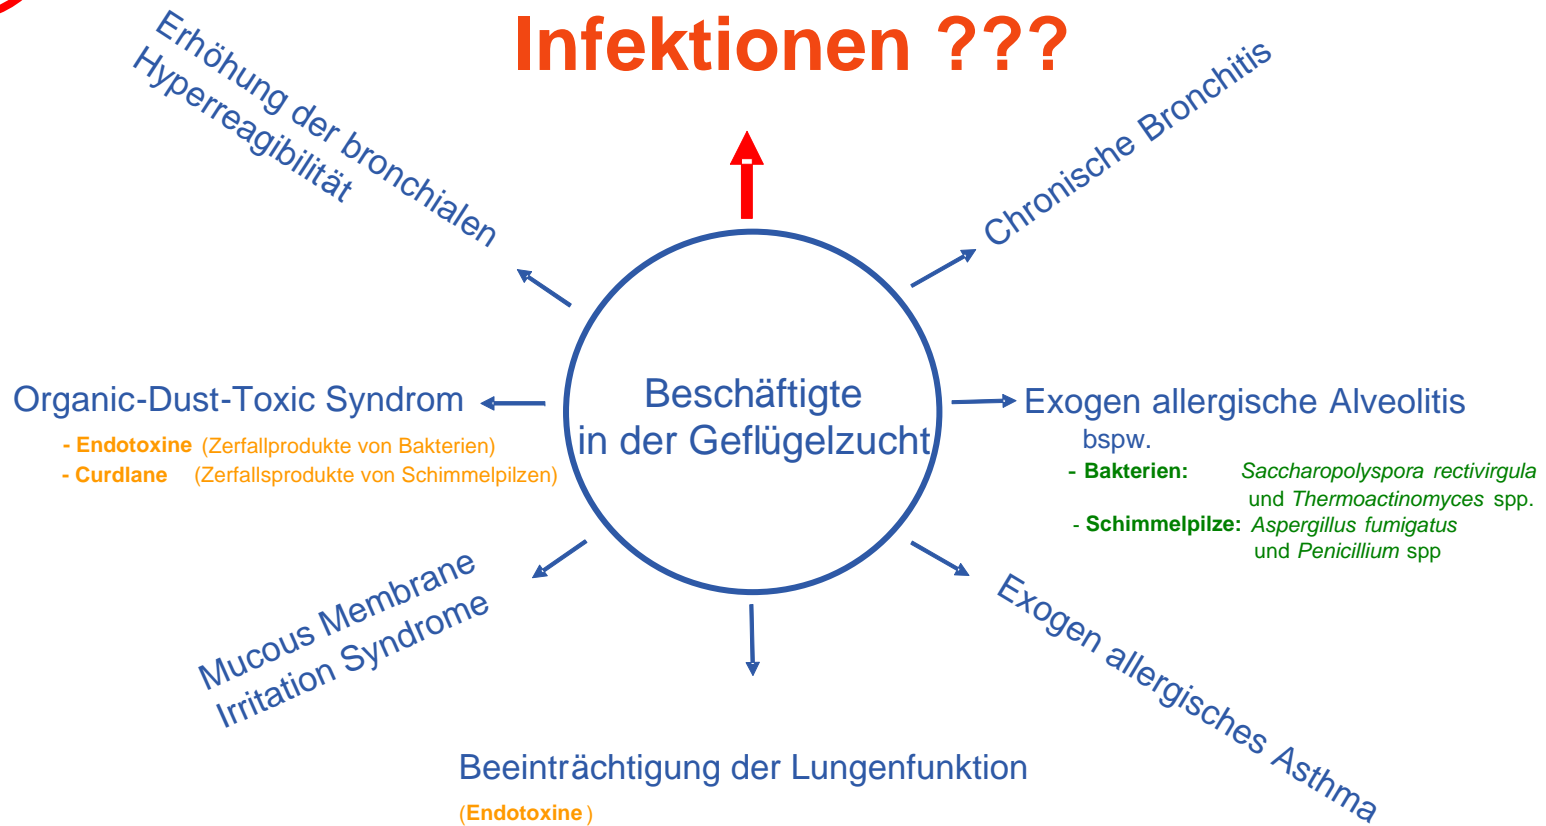 Infektionen ???
Erhöhung der bronchialen
Hyperreagibilität
Chronische Bronchitis
Beschäftigte
in der Geflügelzucht
Organic-Dust-Toxic Syndrom
- Endotoxine (Zerfallprodukte von Bakterien)
- Curdlane (Zerfallsprodukte von Schimmelpilzen)
Exogen allergische Alveolitis
bspw.
- Bakterien: Saccharopolyspora rectivirgula
und Thermoactinomyces spp.
- Schimmelpilze: Aspergillus fumigatus
und Penicillium spp
Mucous Membrane
Irritation Syndrome
Exogen allergisches Asthma
Beeinträchtigung der Lungenfunktion
(Endotoxine)